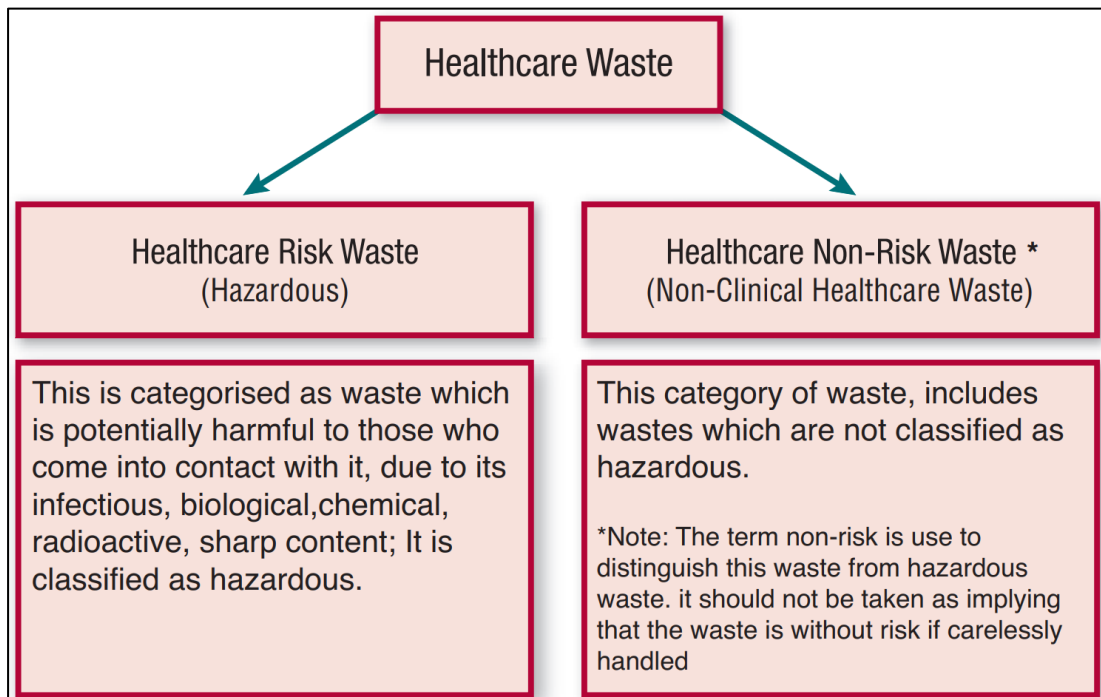 Healthcare Waste
Healthcare Risk Waste
(Hazardous)
Healthcare Non-Risk Waste *
(Non-Clinical Healthcare Waste)
This is categorised as waste which
is potentially harmful to those who
come into contact with it, due to its
infectious, biological,chemical,
radioactive, sharp content; It is
classified as hazardous.
This category of waste, includes
wastes which are not classified as
hazardous.
*Note: The term non-risk is use to
distinguish this waste from hazardous
waste. it should not be taken as implying
that the waste is without risk if carelessly
handled